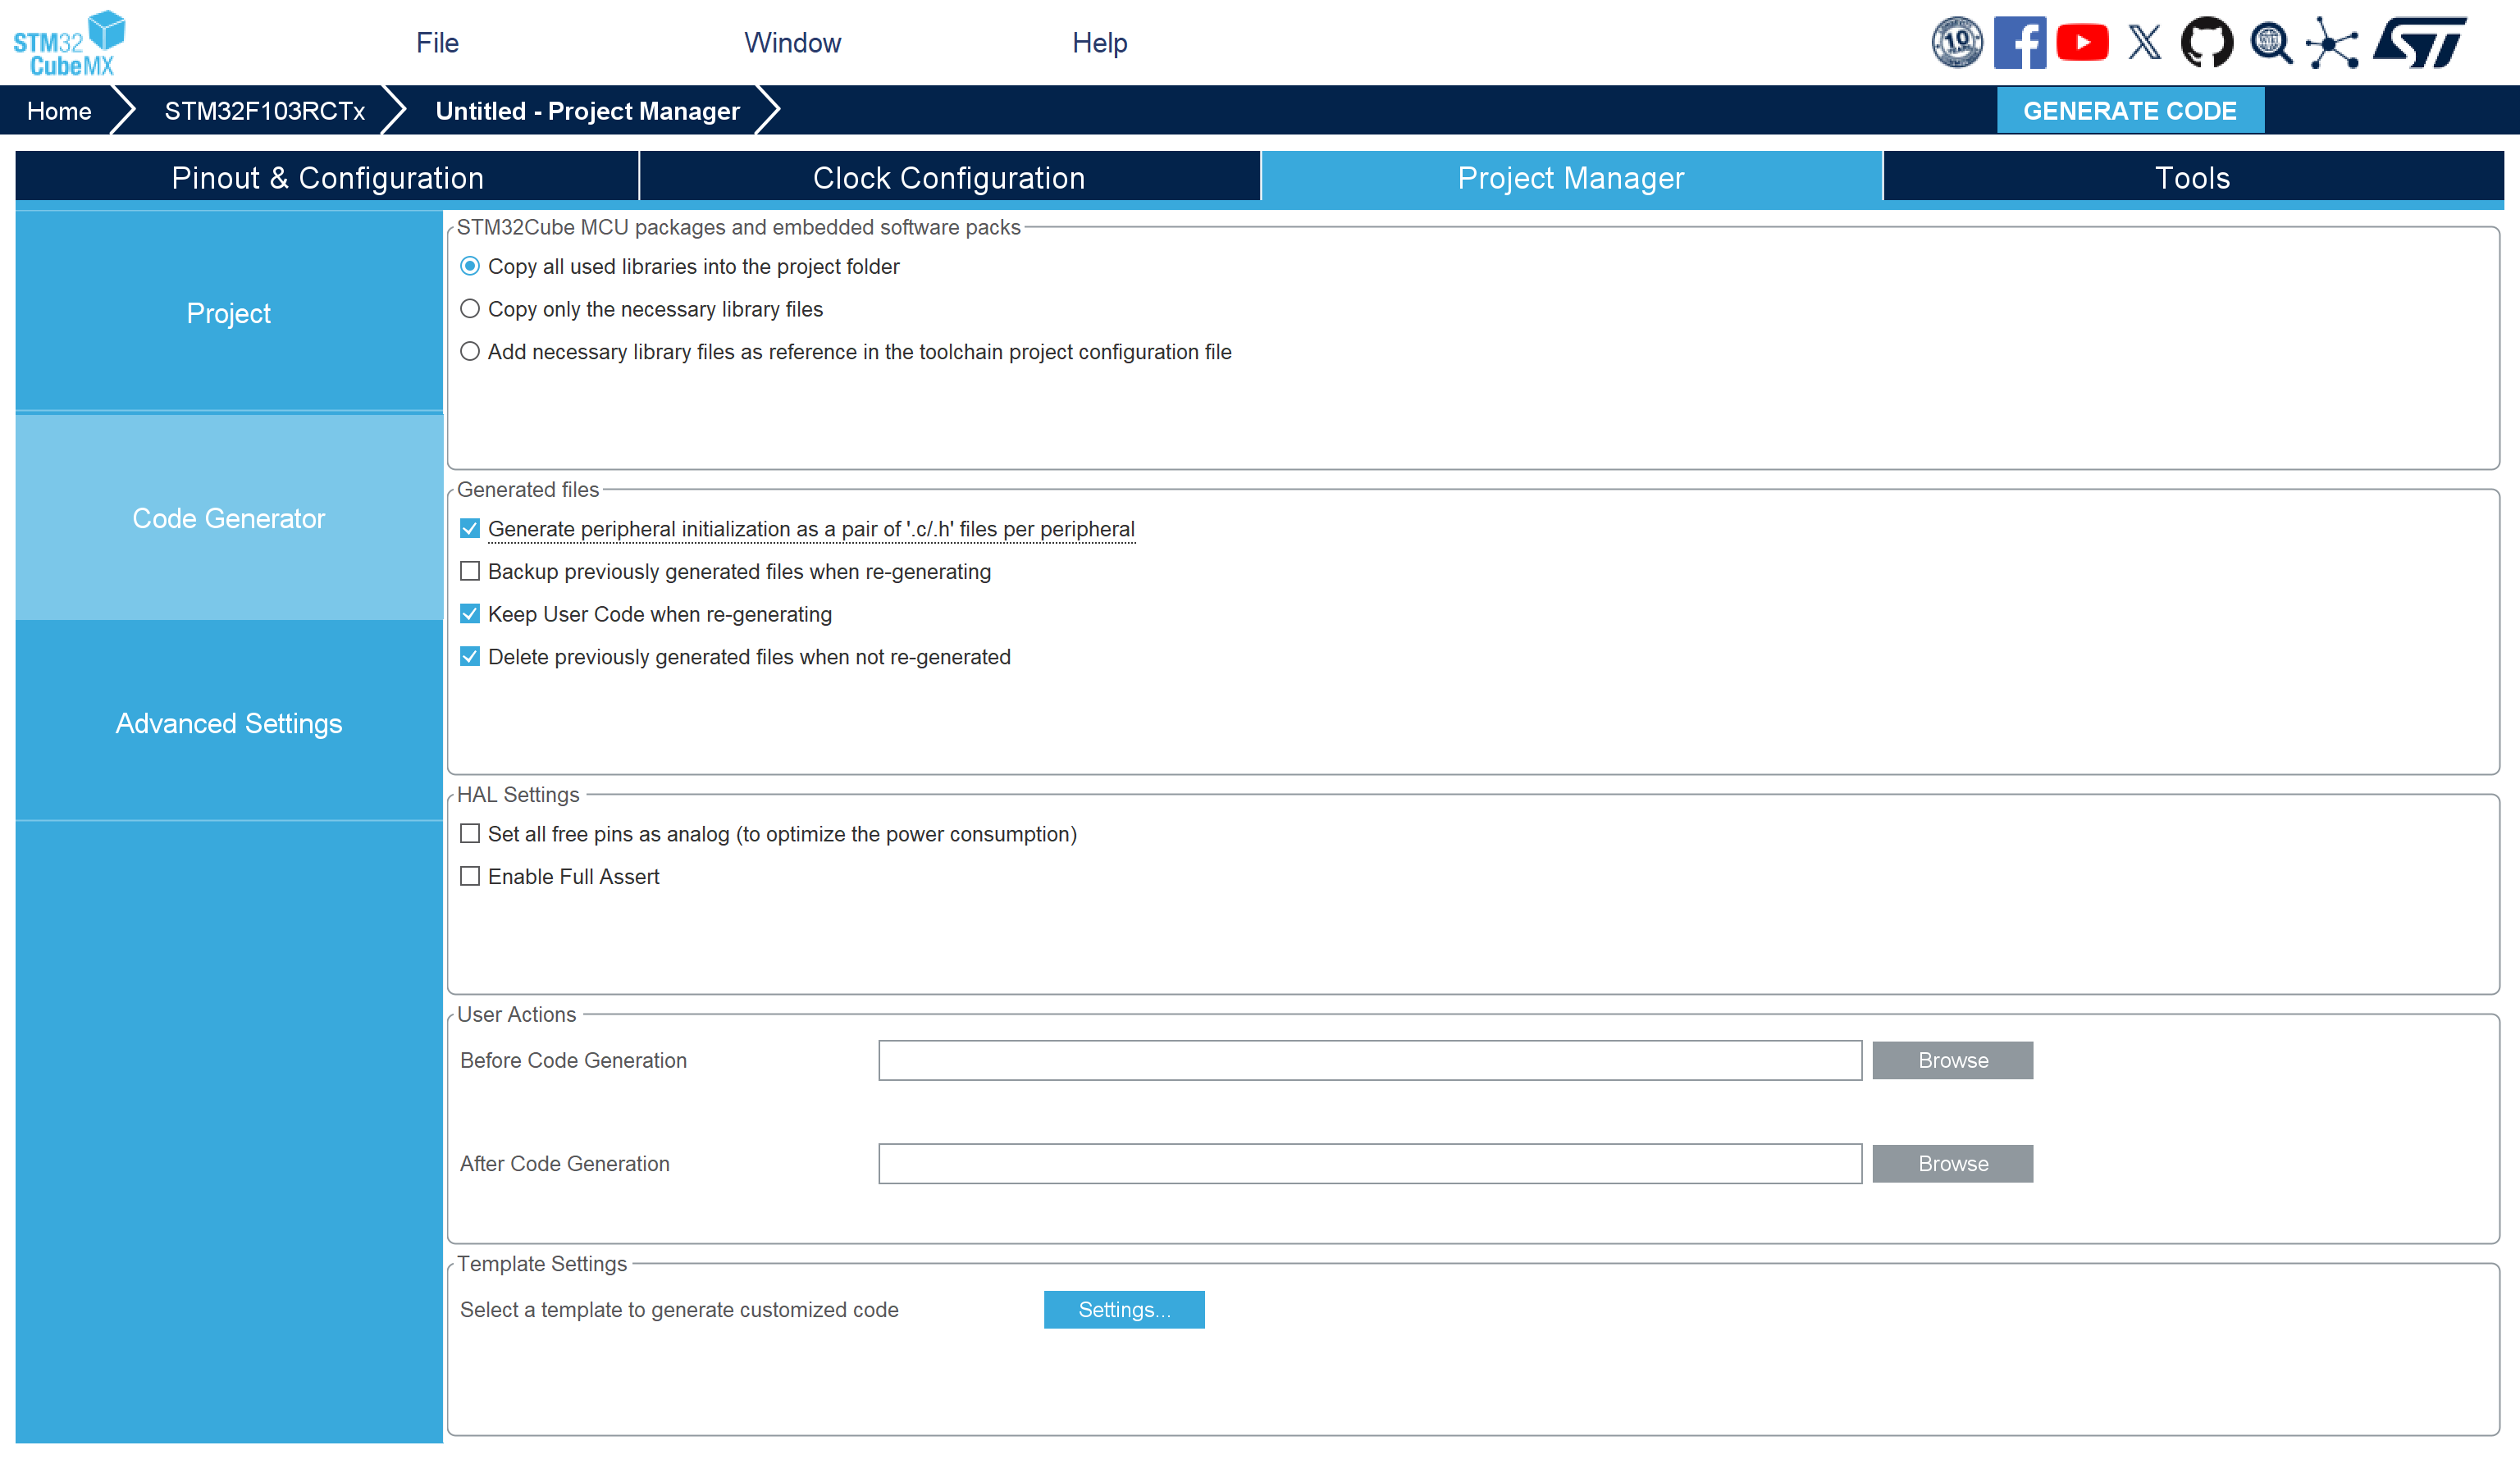 STM32
CubeMX
File
Window
Help
10
YEARS
Home
STM32F103RCTx
Untitled - Project Manager
GENERATE CODE
Pinout & Configuration
Clock Configuration
Project Manager
Tools
Project
Code Generator
Advanced Settings
STM32Cube MCU packages and embedded software packs
Copy all used libraries into the project folder
Copy only the necessary library files
Add necessary library files as reference in the toolchain project configuration file
Generated files
Generate peripheral initialization as a pair of '.c/.h' files per peripheral
Backup previously generated files when re-generating
Keep User Code when re-generating
Delete previously generated files when not re-generated
HAL Settings
Set all free pins as analog (to optimize the power consumption)
Enable Full Assert
User Actions
Before Code Generation
Browse
After Code Generation
Browse
Template Settings
Select a template to generate customized code
Settings...